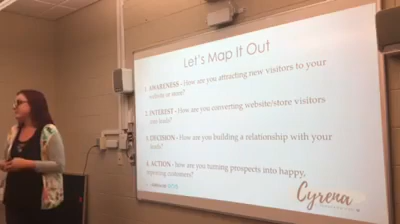 Let's Map It Out
1. AWARENESS - How are you attracting new visitors to your
website or store?
2. INTEREST - How are you converting website/store visitors
into leads?
3. DECISION - How are you building a relationship with your
leads?
4. ACTION - how are you turning prospects into happy,
repeating customers?
Cyrena